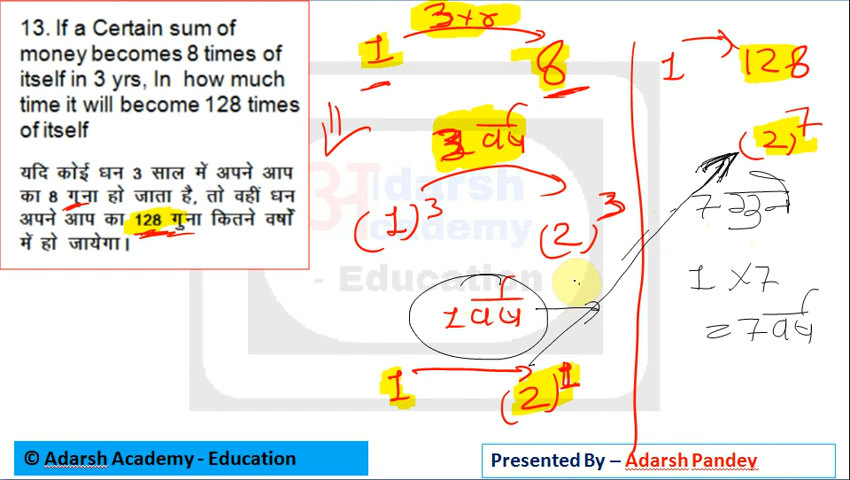 13. If a Certain sum of
money becomes 8 times of
itself in 3 yrs, In how much
time it will become 128 times
of itself
यदि कोई धन 3 साल में अपने आप
का 8 गुना हो जाता है, तो वहीं धन
अपने आप का 128 गुना कितने वर्षों
में हो जायेगा।
3 yr
1 8
3 वर्ष
(1)³ (2)³
1 वर्ष
1 (2)¹
1 128
(2)⁷
7
1 × 7
= 7 वर्ष
अ
Adarsh
Academy
- Education
© Adarsh Academy - Education
Presented By – Adarsh Pandey